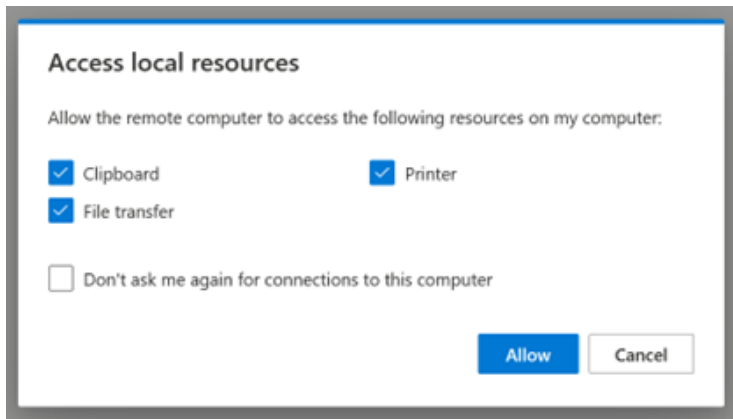 Access local resources
Allow the remote computer to access the following resources on my computer:
Clipboard
Printer
File transfer
Don't ask me again for connections to this computer
Allow
Cancel